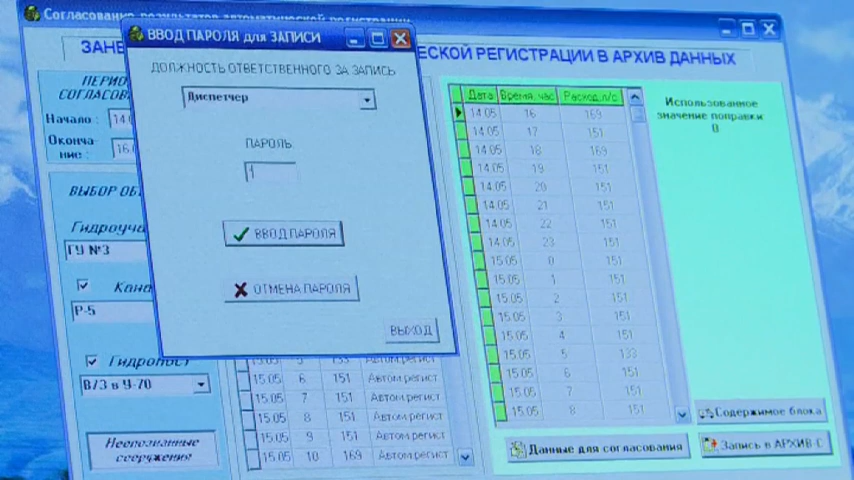 Согласование результатов автоматической регистрации
ВВОД ПАРОЛЯ для ЗАПИСИ
ЗАНЕ
ЕСКОЙ РЕГИСТРАЦИИ В АРХИВ ДАННЫХ
ДОЛЖНОСТЬ ОТВЕТСТВЕННОГО ЗА ЗАПИСЬ
Диспетчер
ПАРОЛЬ
ВВОД ПАРОЛЯ
ОТМЕНА ПАРОЛЯ
ВЫХОД
ПЕРИО
СОГЛАСОВА
Начало : 14
Оконча-
ние : 16.0
ВЫБОР ОБ
Гидроуча
ГУ №3
Кана
Р-5
Гидропост
В/З в У-70
Неопознанные
сооружения
15.05 5 133 Автом регист
15.05 6 151 Автом регист
15.05 7 151 Автом регист
15.05 8 151 Автом регист
15.05 9 151 Автом регист
15.05 10 169 Автом регист
Дата Время, час Расход,л/с
14.05 16 169
14.05 17 151
14.05 18 169
14.05 19 151
14.05 20 151
14.05 21 151
14.05 22 151
14.05 23 151
15.05 0 151
15.05 1 151
15.05 2 151
15.05 3 151
15.05 4 151
15.05 5 133
15.05 6 151
15.05 7 151
15.05 8 151
Использованное
значение поправки
0
Содержимое блока
Данные для согласования
Запись в АРХИВ-С